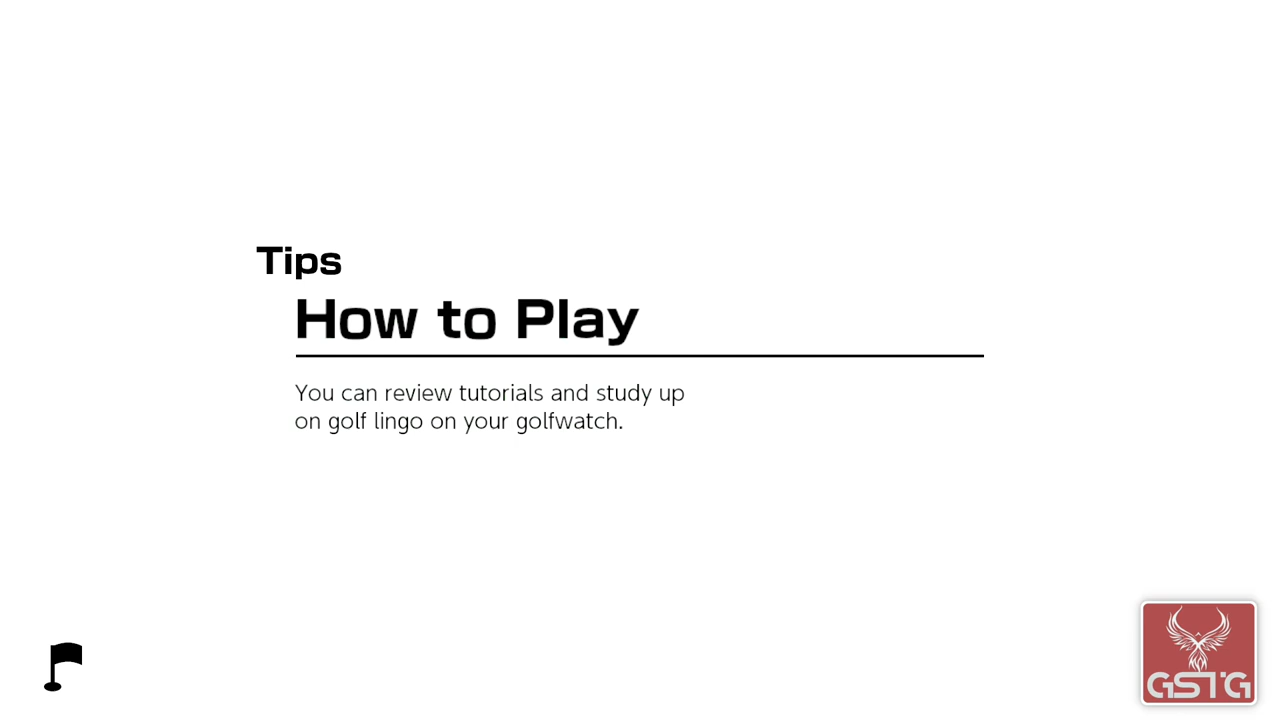 Tips
How to Play
You can review tutorials and study up
on golf lingo on your golfwatch.
GSTG